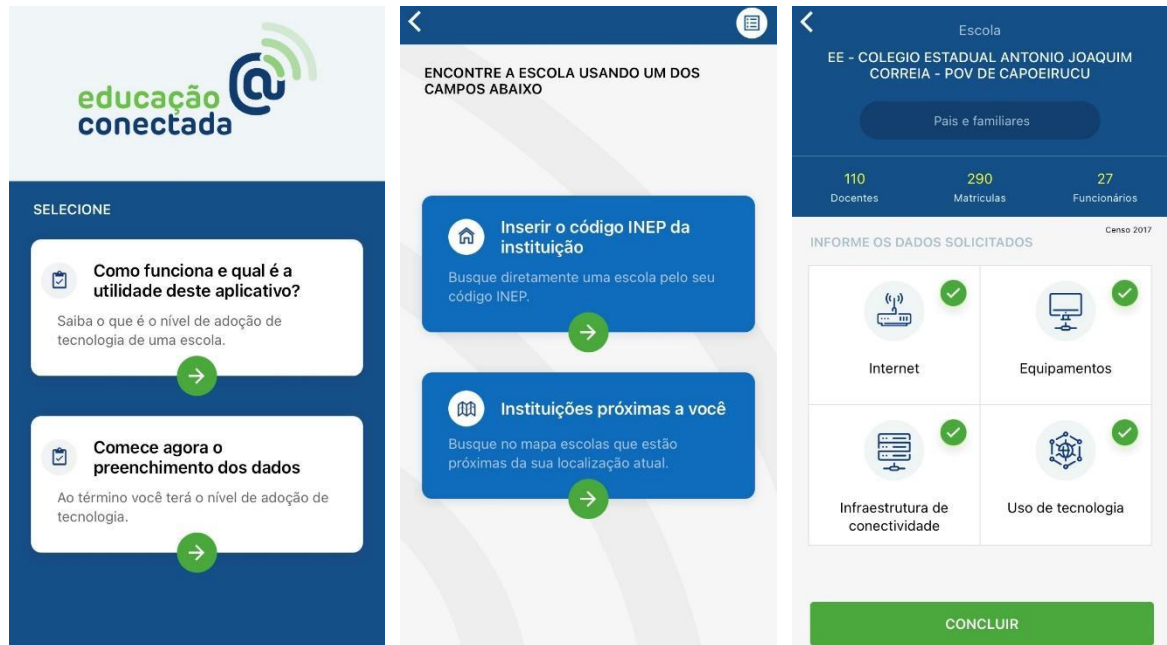 educação
conectada
SELECIONE
Como funciona e qual é a
utilidade deste aplicativo?
Saiba o que é o nível de adoção de
tecnologia de uma escola.
Comece agora o
preenchimento dos dados
Ao término você terá o nível de adoção de
tecnologia.
ENCONTRE A ESCOLA USANDO UM DOS
CAMPOS ABAIXO
Inserir o código INEP da
instituição
Busque diretamente uma escola pelo seu
código INEP.
Instituições próximas a você
Busque no mapa escolas que estão
próximas da sua localização atual.
Escola
EE - COLEGIO ESTADUAL ANTONIO JOAQUIM
CORREIA - POV DE CAPOEIRUCU
Pais e familiares
110 290 27
Docentes Matriculas Funcionários
Censo 2017
INFORME OS DADOS SOLICITADOS
Internet Equipamentos
Infraestrutura de
conectividade
Uso de tecnologia
CONCLUIR